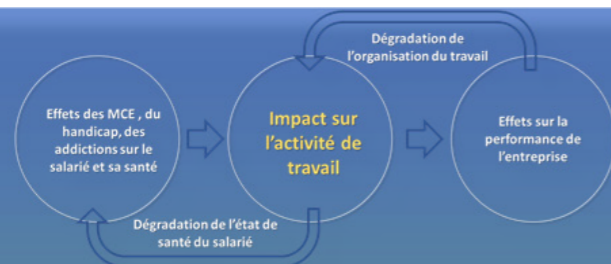 Dégradation de
l'organisation du travail
Effets des MCE , du
handicap, des
addictions sur le
salarié et sa santé
Impact sur
l'activité de
travail
Effets sur la
performance de
l'entreprise
Dégradation de l'état de
santé du salarié